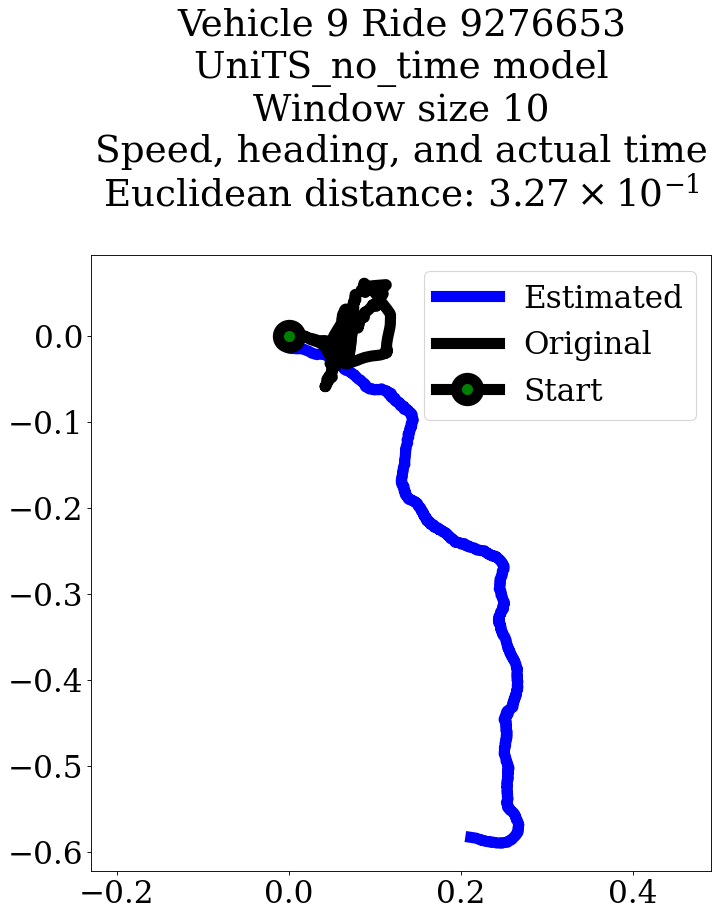 Vehicle 9 Ride 9276653
UniTS_no_time model
Window size 10
Speed, heading, and actual time
Euclidean distance: 3.27 × 10⁻¹
Estimated
Original
Start
0.0
−0.1
−0.2
−0.3
−0.4
−0.5
−0.6
−0.2 0.0 0.2 0.4